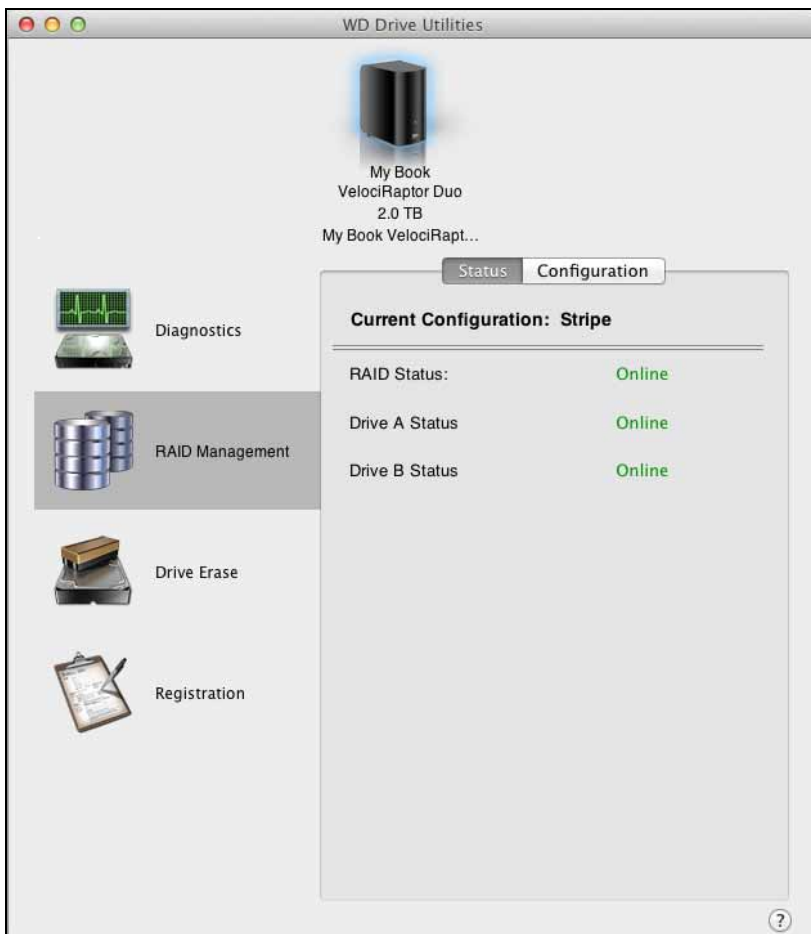 WD Drive Utilities
My Book
VelociRaptor Duo
2.0 TB
My Book VelociRapt...
Diagnostics
RAID Management
Drive Erase
Registration
Status
Configuration
Current Configuration: Stripe
RAID Status: Online
Drive A Status Online
Drive B Status Online
?